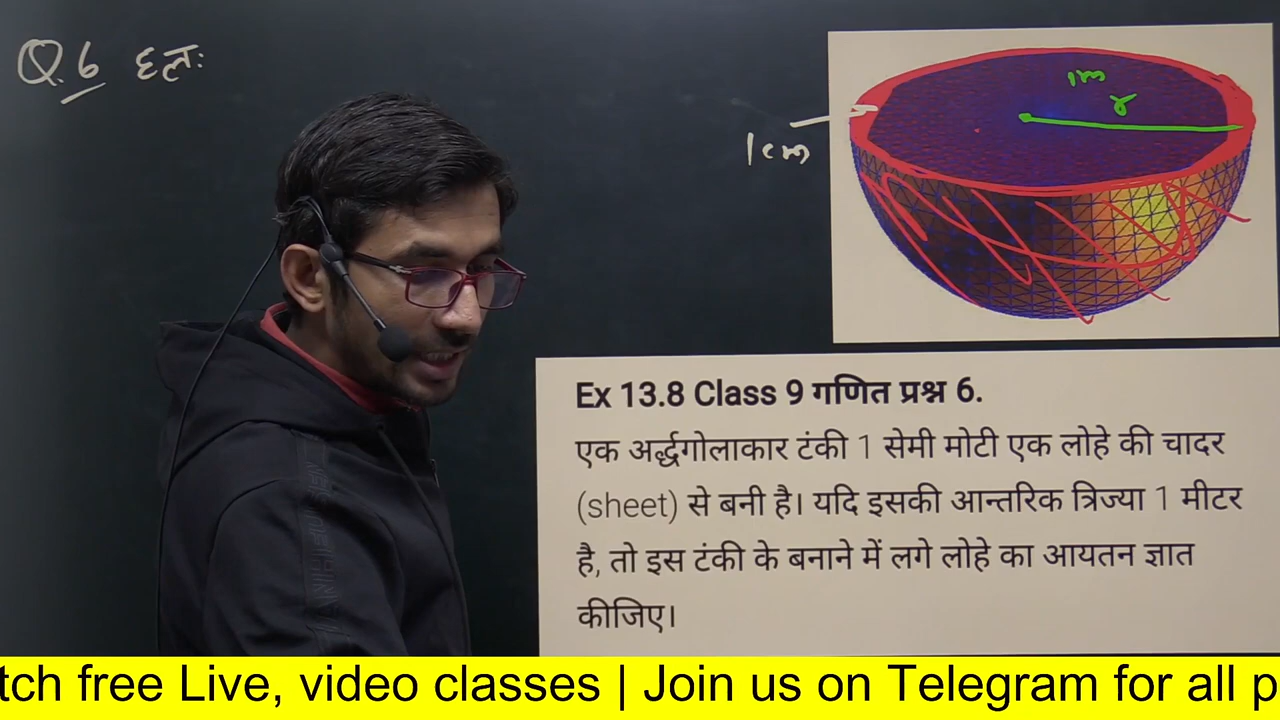 Q.6 हलः
1m
r
1cm
Ex 13.8 Class 9 गणित प्रश्न 6.
एक अर्द्धगोलाकार टंकी 1 सेमी मोटी एक लोहे की चादर
(sheet) से बनी है। यदि इसकी आन्तरिक त्रिज्या 1 मीटर
है, तो इस टंकी के बनाने में लगे लोहे का आयतन ज्ञात
कीजिए।
tch free Live, video classes | Join us on Telegram for all p